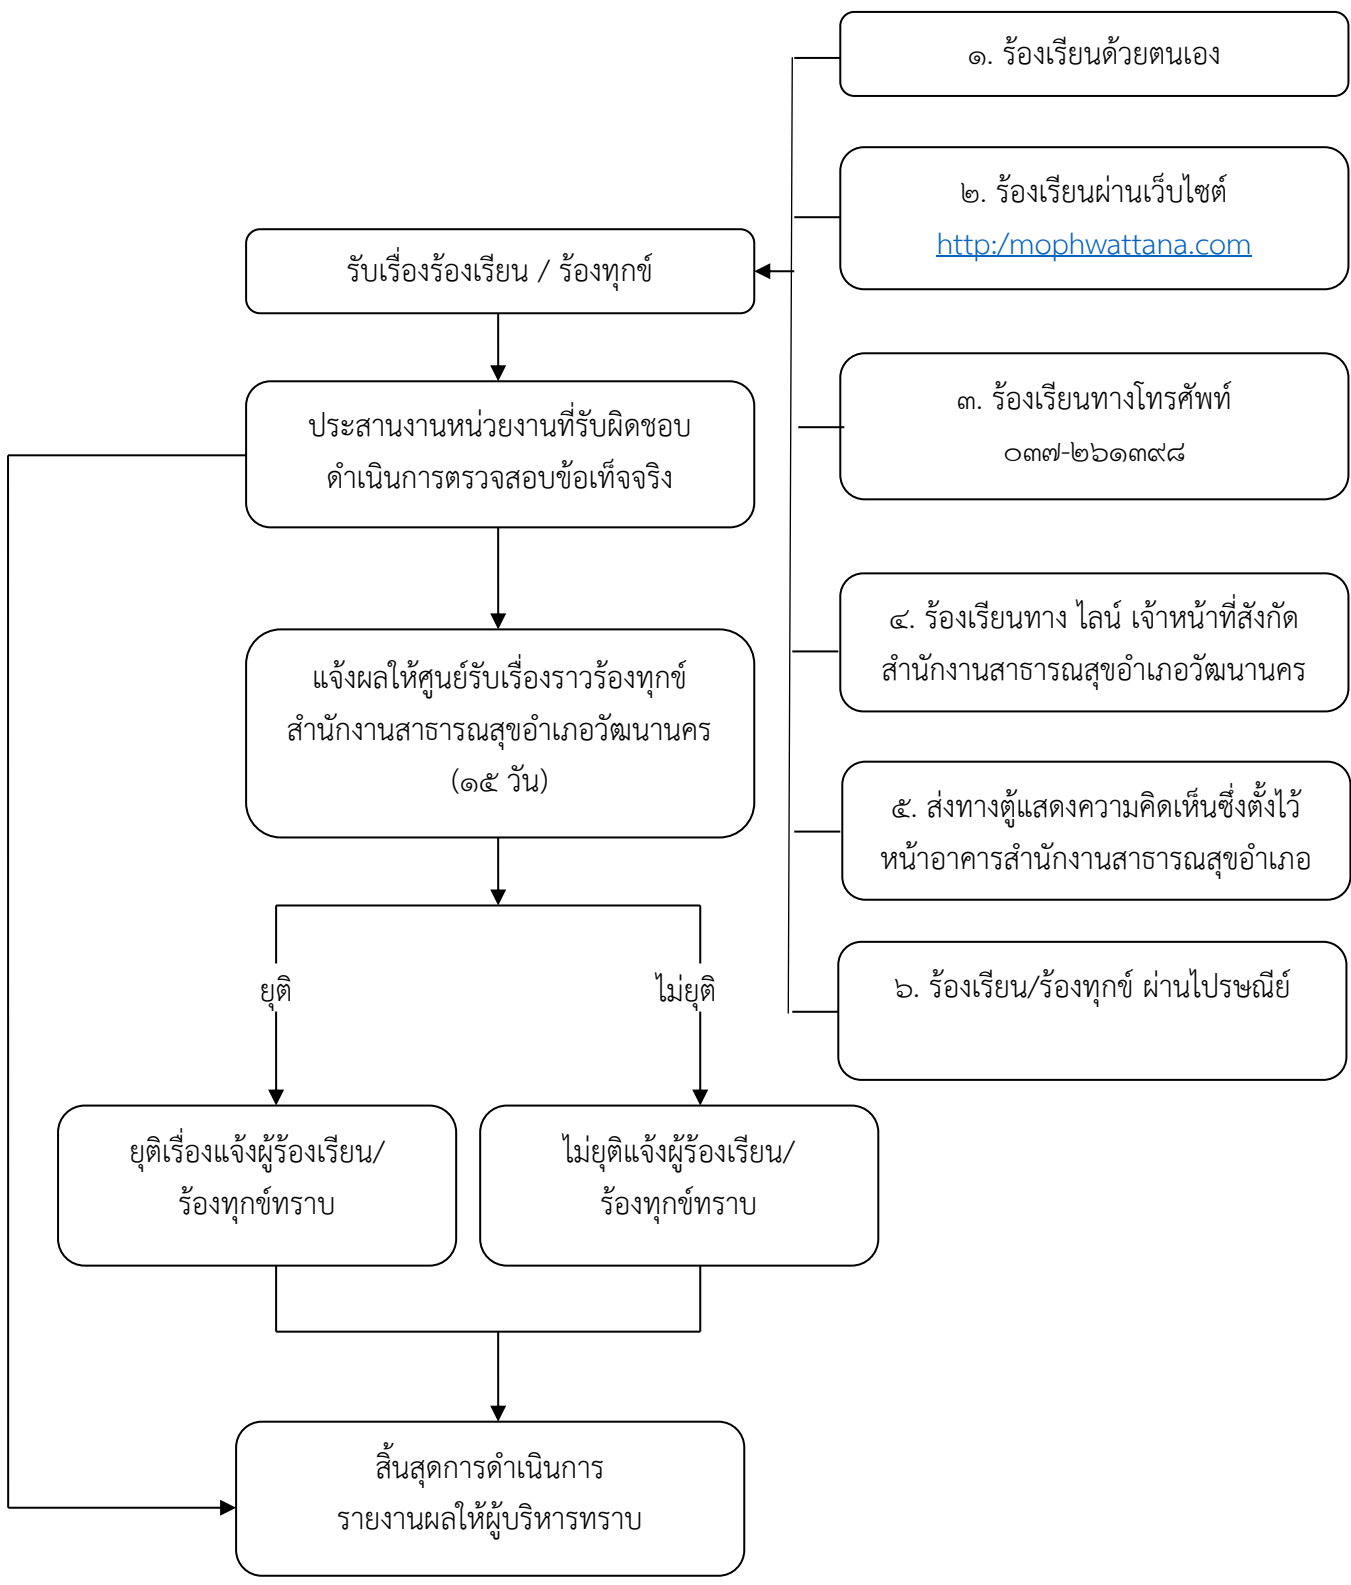 ๑. ร้องเรียนด้วยตนเอง
๒. ร้องเรียนผ่านเว็บไซต์
http:/mophwattana.com
๓. ร้องเรียนทางโทรศัพท์
๐๓๗-๒๖๑๓๙๘
๔. ร้องเรียนทาง ไลน์ เจ้าหน้าที่สังกัด
สำนักงานสาธารณสุขอำเภอวัฒนานคร
๕. ส่งทางตู้แสดงความคิดเห็นซึ่งตั้งไว้
หน้าอาคารสำนักงานสาธารณสุขอำเภอ
๖. ร้องเรียน/ร้องทุกข์ ผ่านไปรษณีย์
รับเรื่องร้องเรียน / ร้องทุกข์
ประสานงานหน่วยงานที่รับผิดชอบ
ดำเนินการตรวจสอบข้อเท็จจริง
แจ้งผลให้ศูนย์รับเรื่องราวร้องทุกข์
สำนักงานสาธารณสุขอำเภอวัฒนานคร
(๑๕ วัน)
ยุติ
ไม่ยุติ
ยุติเรื่องแจ้งผู้ร้องเรียน/
ร้องทุกข์ทราบ
ไม่ยุติแจ้งผู้ร้องเรียน/
ร้องทุกข์ทราบ
สิ้นสุดการดำเนินการ
รายงานผลให้ผู้บริหารทราบ